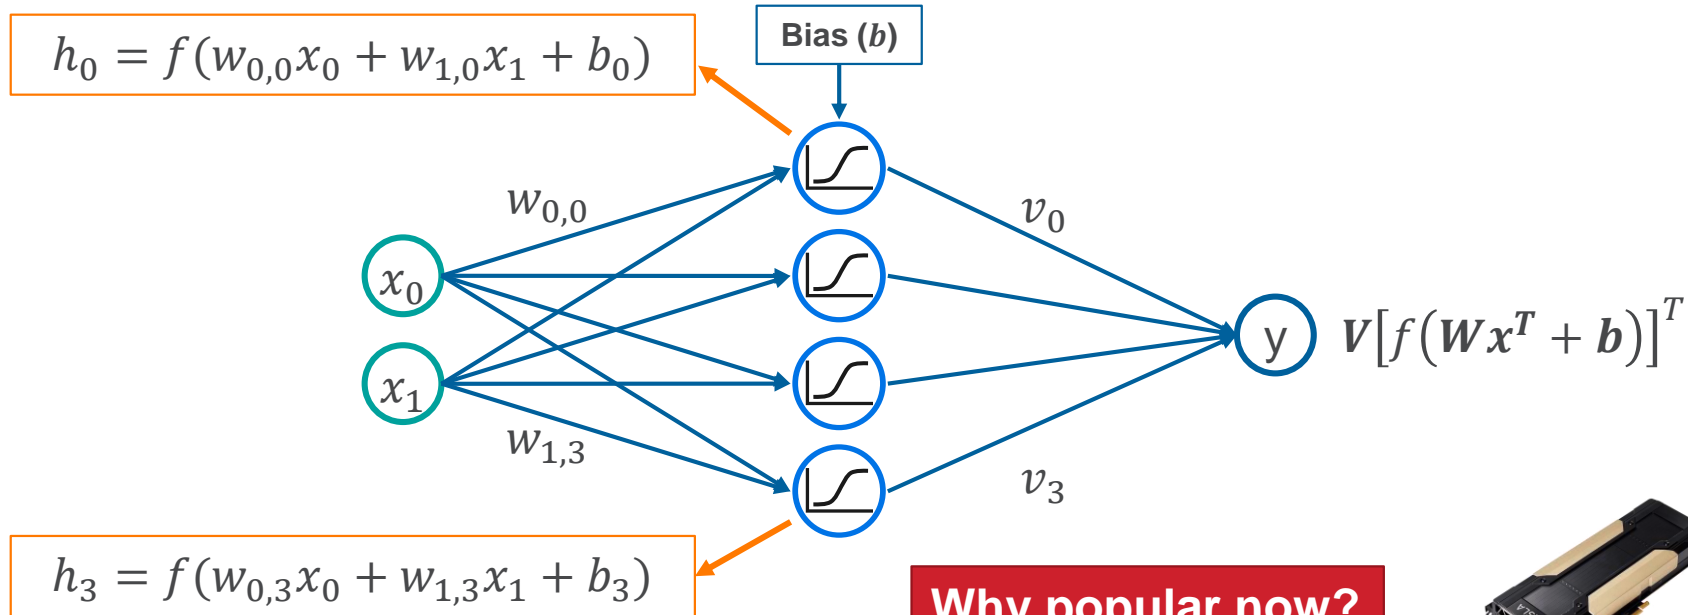 h₀ = f(w₀,₀x₀ + w₁,₀x₁ + b₀)
Bias (b)
w₀,₀
v₀
x₀
y V[f(Wxᵀ + b)]ᵀ
x₁
w₁,₃
v₃
h₃ = f(w₀,₃x₀ + w₁,₃x₁ + b₃)
Why popular now?